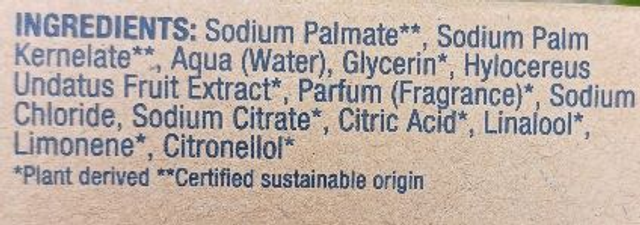 INGREDIENTS: Sodium Palmate**, Sodium Palm
Kernelate**, Aqua (Water), Glycerin*, Hylocereus
Undatus Fruit Extract*, Parfum (Fragrance)*, Sodium
Chloride, Sodium Citrate*, Citric Acid*, Linalool*,
Limonene*, Citronellol*
*Plant derived **Certified sustainable origin